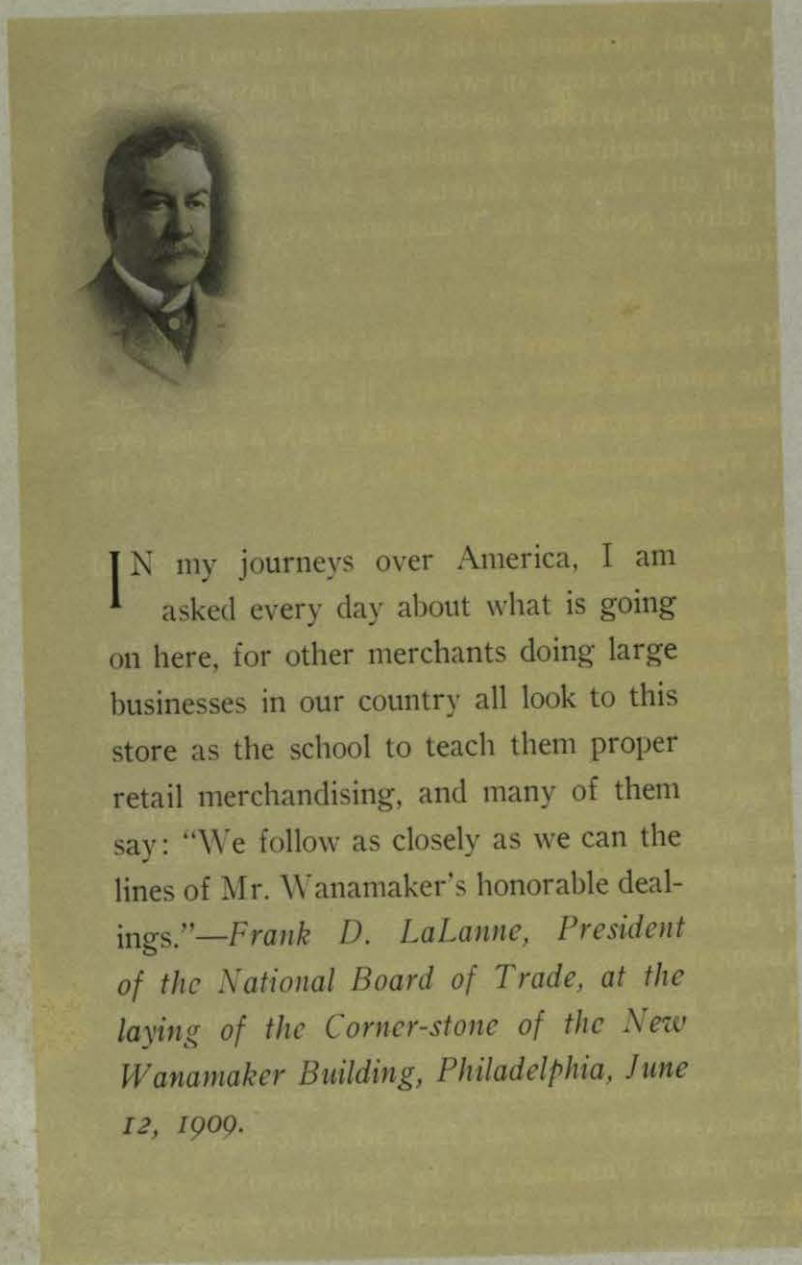 IN my journeys over America, I am
asked every day about what is going
on here, for other merchants doing large
businesses in our country all look to this
store as the school to teach them proper
retail merchandising, and many of them
say: “We follow as closely as we can the
lines of Mr. Wanamaker's honorable deal-
ings.”—Frank D. LaLanne, President
of the National Board of Trade, at the
laying of the Corner-stone of the New
Wanamaker Building, Philadelphia, June
12, 1909.